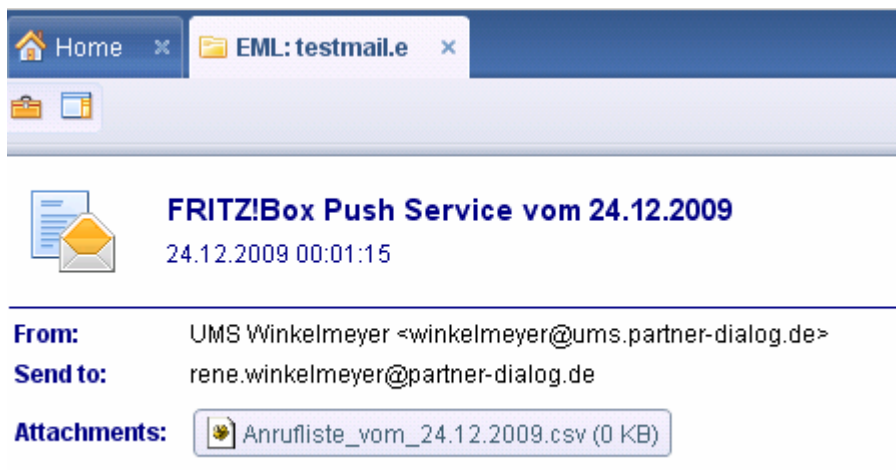 Home
EML: testmail.e
FRITZ!Box Push Service vom 24.12.2009
24.12.2009 00:01:15
From: UMS Winkelmeyer <winkelmeyer@ums.partner-dialog.de>
Send to: rene.winkelmeyer@partner-dialog.de
Attachments: Anrufliste_vom_24.12.2009.csv (0 KB)